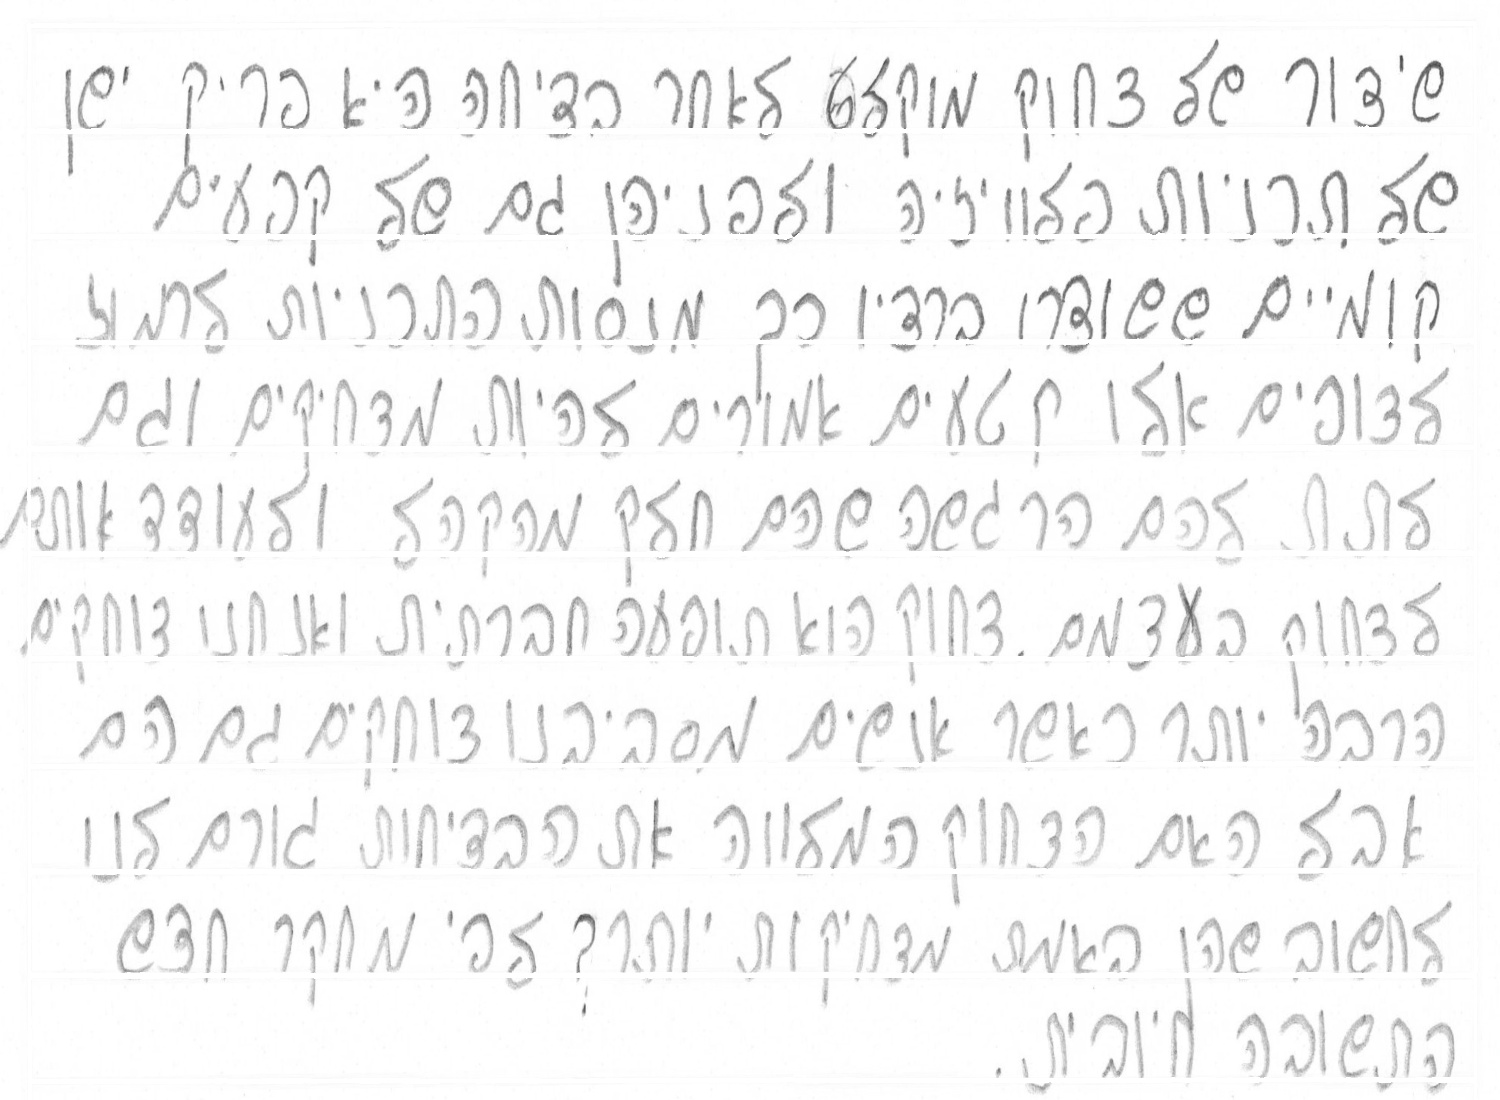 שידור של צחוק מוקלט לאחר בדיחה היא פריק ישן
של תכניות בלוויזיה ולפניהן גם של קבעים
קומיים ששודרו ברדיו כך מנסות התכניות לרמוז
לצופים אלו קטעים אמורים להיות מדחיקים וגם
לתת להם הרגשה שהם חלק מהקהל ולעודד אותם
לצחוק בעצמם. צחוק הוא תופעה חברתית ואנחנו צוחקים
הרבה יותר כאשר אנשים מסביבנו צוחקים גם הם
אבל האם הצחוק המלווה את הבדיחות גורם לנו
לחשוב שהן באמת מצחיקות יותר? לפי מחקר חדש
התשובה חיובית.